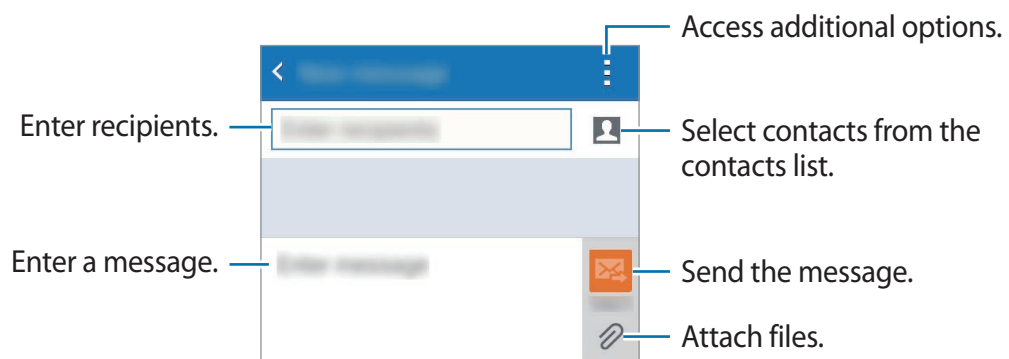 Access additional options.
Enter recipients.
Select contacts from the
contacts list.
Enter a message.
Send the message.
Attach files.